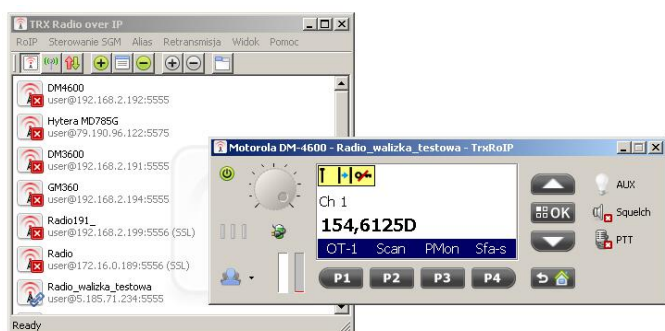 TRX Radio over IP
RoIP Sterowanie SGM Alias Retransmisja Widok Pomoc
DM4600
user@192.168.2.192:5555
Hytera MD785G
user@79.190.96.122:5575
DM3600
user@192.168.2.191:5555
GM360
user@192.168.2.194:5555
Radio191_
user@192.168.2.199:5556 (SSL)
Radio
user@172.16.0.189:5556 (SSL)
Radio_walizka_testowa
user@5.185.71.234:5555
Ready
Motorola DM-4600 - Radio_walizka_testowa - TrxRoIP
Ch 1
154,6125D
OT-1 Scan PMon Sfa-s
P1 P2 P3 P4
OK
AUX
Squelch
PTT